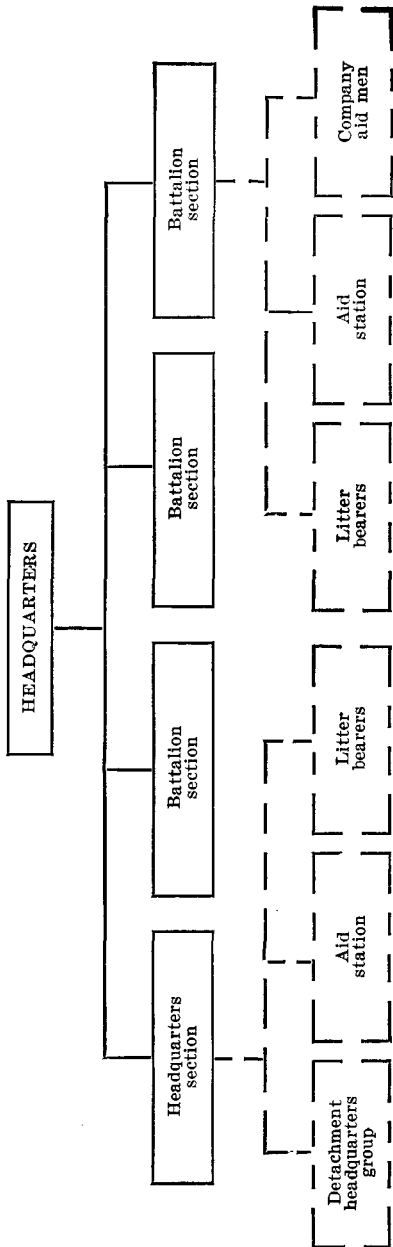 HEADQUARTERS
Headquarters
section
Battalion
section
Battalion
section
Battalion
section
Detachment
headquarters
group
Aid
station
Litter
bearers
Litter
bearers
Aid
station
Company
aid men